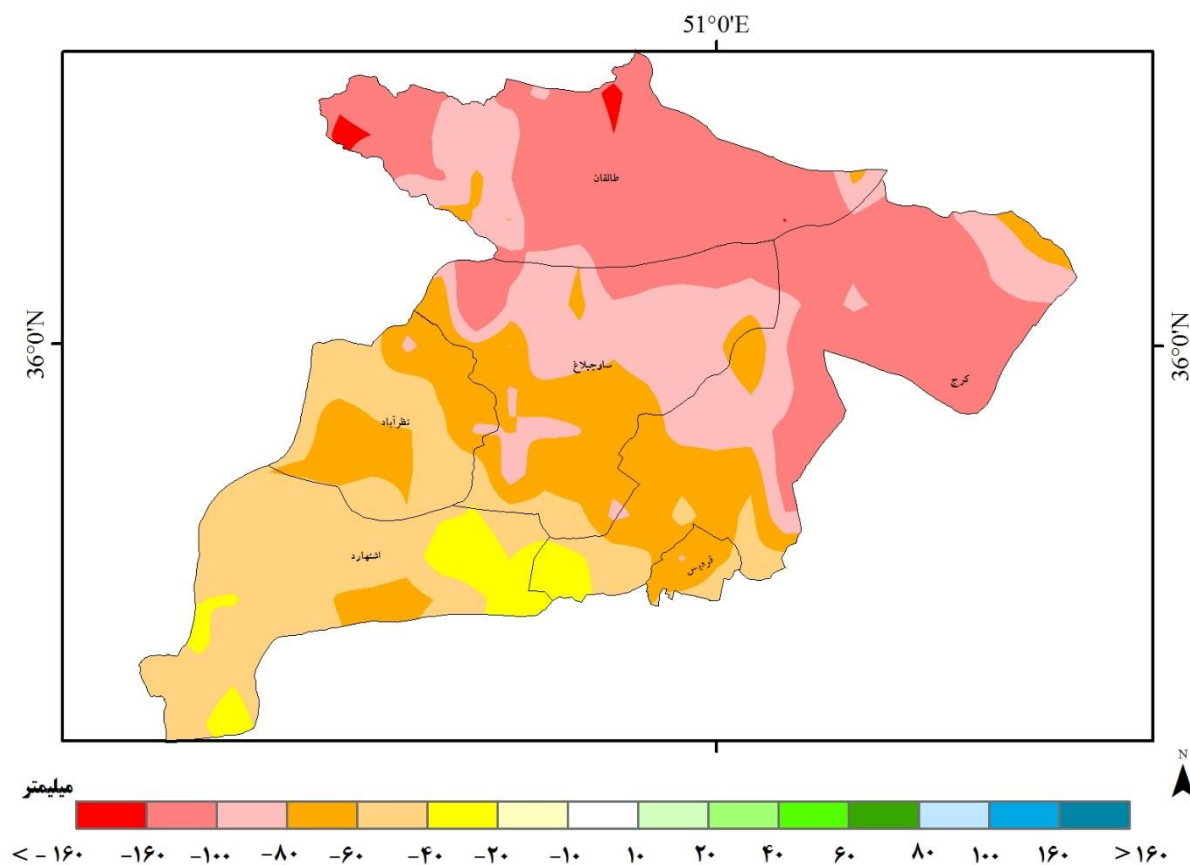 51°0'E
طالقان
36°0'N
36°0'N
ساوجبلاغ
کرج
نظرآباد
اشتهارد
فردیس
میلیمتر
< - ۱۶۰ -۱۶۰ -۱۰۰ -۸۰ -۶۰ -۴۰ -۲۰ -۱۰ ۱۰ ۲۰ ۴۰ ۶۰ ۸۰ ۱۰۰ ۱۶۰ >۱۶۰